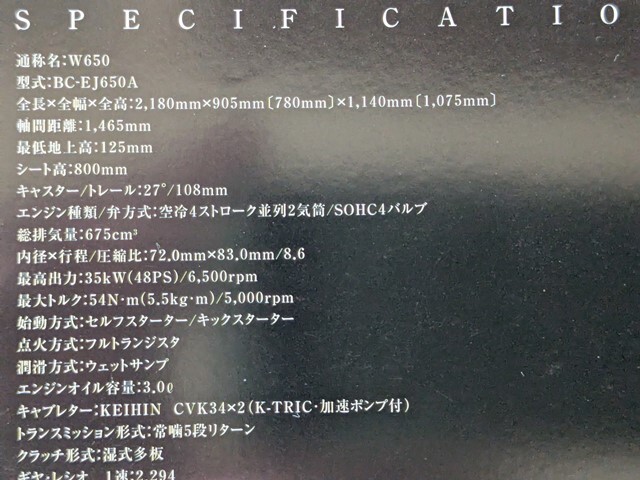 SPECIFICATIO
通称名:W650
型式:BC-EJ650A
全長×全幅×全高:2,180mm×905mm〔780mm〕×1,140mm〔1,075mm〕
軸間距離:1,465mm
最低地上高:125mm
シート高:800mm
キャスター/トレール:27°/108mm
エンジン種類/弁方式:空冷4ストローク並列2気筒/SOHC4バルブ
総排気量:675cm³
内径×行程/圧縮比:72.0mm×83.0mm/8.6
最高出力:35kW(48PS)/6,500rpm
最大トルク:54N·m(5.5kg·m)/5,000rpm
始動方式:セルフスターター/キックスターター
点火方式:フルトランジスタ
潤滑方式:ウェットサンプ
エンジンオイル容量:3.0ℓ
キャブレター:KEIHIN CVK34×2(K-TRIC·加速ポンプ付)
トランスミッション形式:常噛5段リターン
クラッチ形式:湿式多板
ギヤ·レシオ 1速:2.294